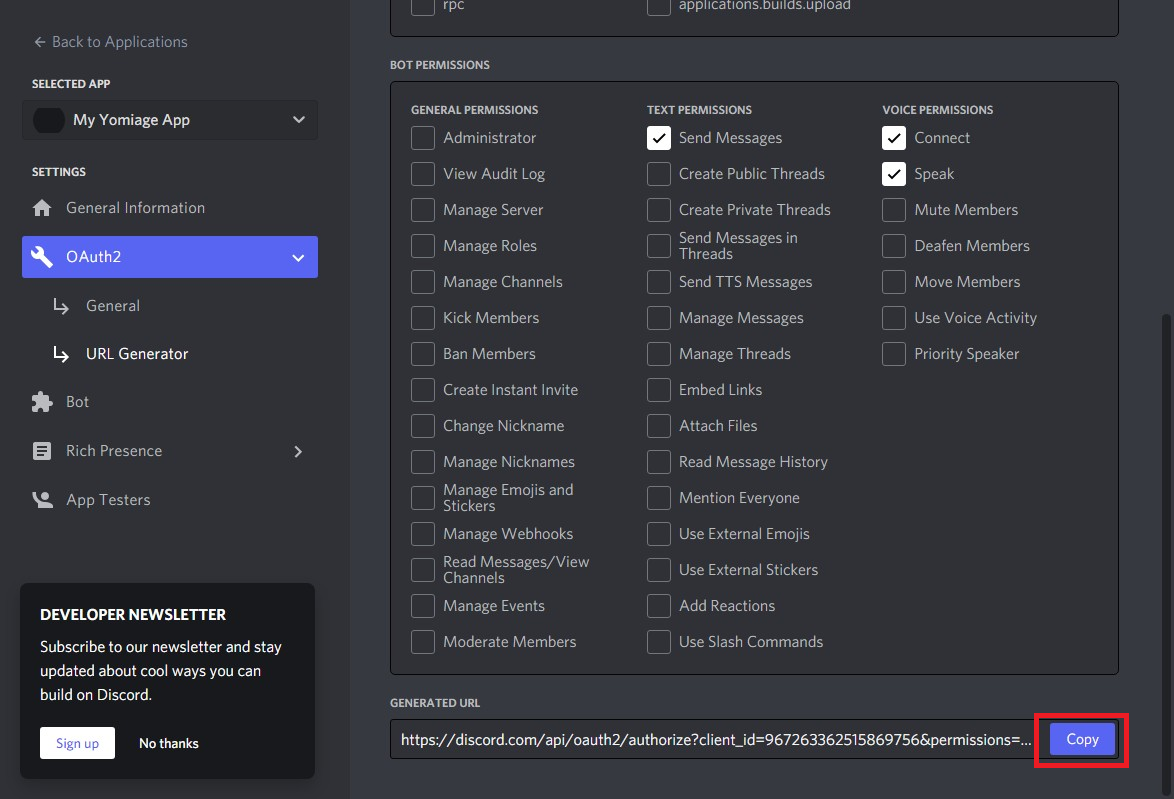 ← Back to Applications
SELECTED APP
My Yomiage App
SETTINGS
General Information
OAuth2
General
URL Generator
Bot
Rich Presence
App Testers
DEVELOPER NEWSLETTER
Subscribe to our newsletter and stay
updated about cool ways you can
build on Discord.
Sign up
No thanks
rpc
applications.builds.upload
BOT PERMISSIONS
GENERAL PERMISSIONS
Administrator
View Audit Log
Manage Server
Manage Roles
Manage Channels
Kick Members
Ban Members
Create Instant Invite
Change Nickname
Manage Nicknames
Manage Emojis and
Stickers
Manage Webhooks
Read Messages/View
Channels
Manage Events
Moderate Members
TEXT PERMISSIONS
Send Messages
Create Public Threads
Create Private Threads
Send Messages in
Threads
Send TTS Messages
Manage Messages
Manage Threads
Embed Links
Attach Files
Read Message History
Mention Everyone
Use External Emojis
Use External Stickers
Add Reactions
Use Slash Commands
VOICE PERMISSIONS
Connect
Speak
Mute Members
Deafen Members
Move Members
Use Voice Activity
Priority Speaker
GENERATED URL
https://discord.com/api/oauth2/authorize?client_id=967263362515869756&permissions=...
Copy